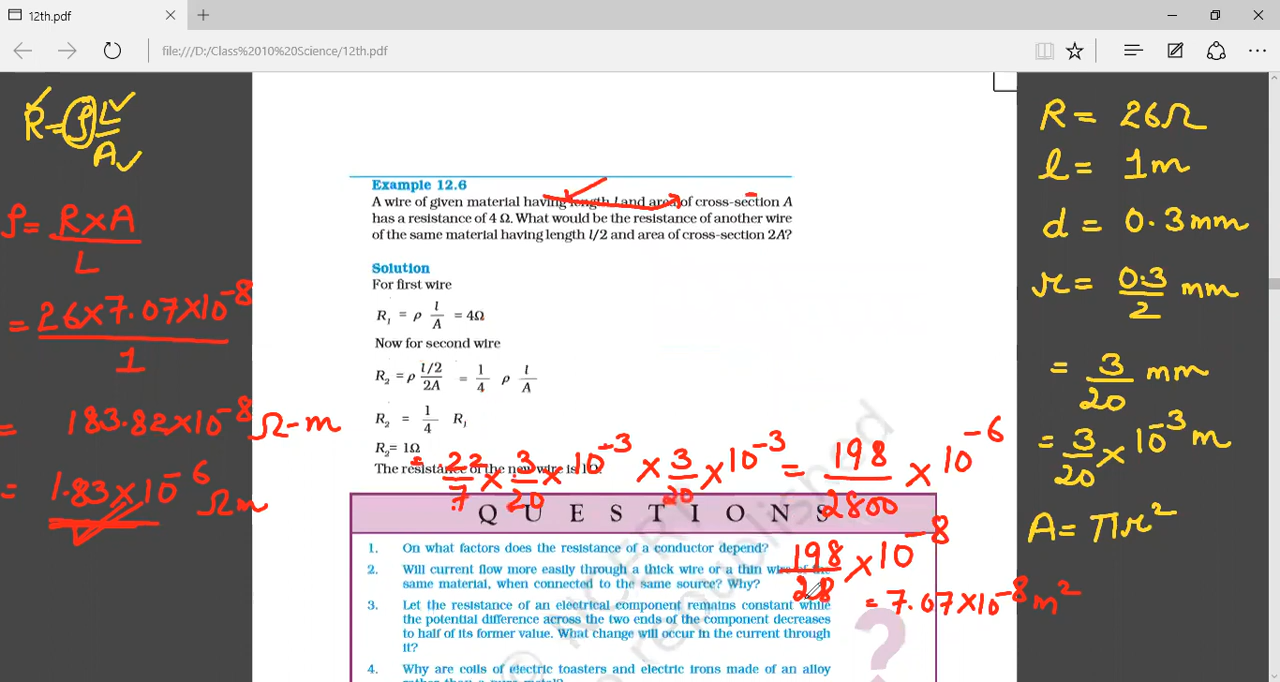 12th.pdf
file:///D:/Class%2010%20Science/12th.pdf
R = ρ L/A
ρ = R×A/L
= 26×7.07×10⁻⁸/1
= 183.82×10⁻⁸ Ω-m
= 1.83×10⁻⁶ Ωm
Example 12.6
A wire of given material having length l and area of cross-section A
has a resistance of 4 Ω. What would be the resistance of another wire
of the same material having length l/2 and area of cross-section 2A?
Solution
For first wire
R₁ = ρ l/A = 4Ω
Now for second wire
R₂ = ρ (l/2)/2A = 1/4 ρ l/A
R₂ = 1/4 R₁
R₂ = 1Ω
The resistance of the new wire is 1Ω.
= 22/7 × 3/20 × 10⁻³ × 3/20 × 10⁻³ = 198/2800 × 10⁻⁶
198/28 × 10⁻⁸
= 7.07×10⁻⁸ m²
QUESTIONS
1. On what factors does the resistance of a conductor depend?
2. Will current flow more easily through a thick wire or a thin wire of the
same material, when connected to the same source? Why?
3. Let the resistance of an electrical component remains constant while
the potential difference across the two ends of the component decreases
to half of its former value. What change will occur in the current through
it?
4. Why are coils of electric toasters and electric irons made of an alloy
rather than a pure metal?
?
© NCERT
republished
R = 26Ω
l = 1m
d = 0.3mm
r = 0.3/2 mm
= 3/20 mm
= 3/20 × 10⁻³ m
A = πr²